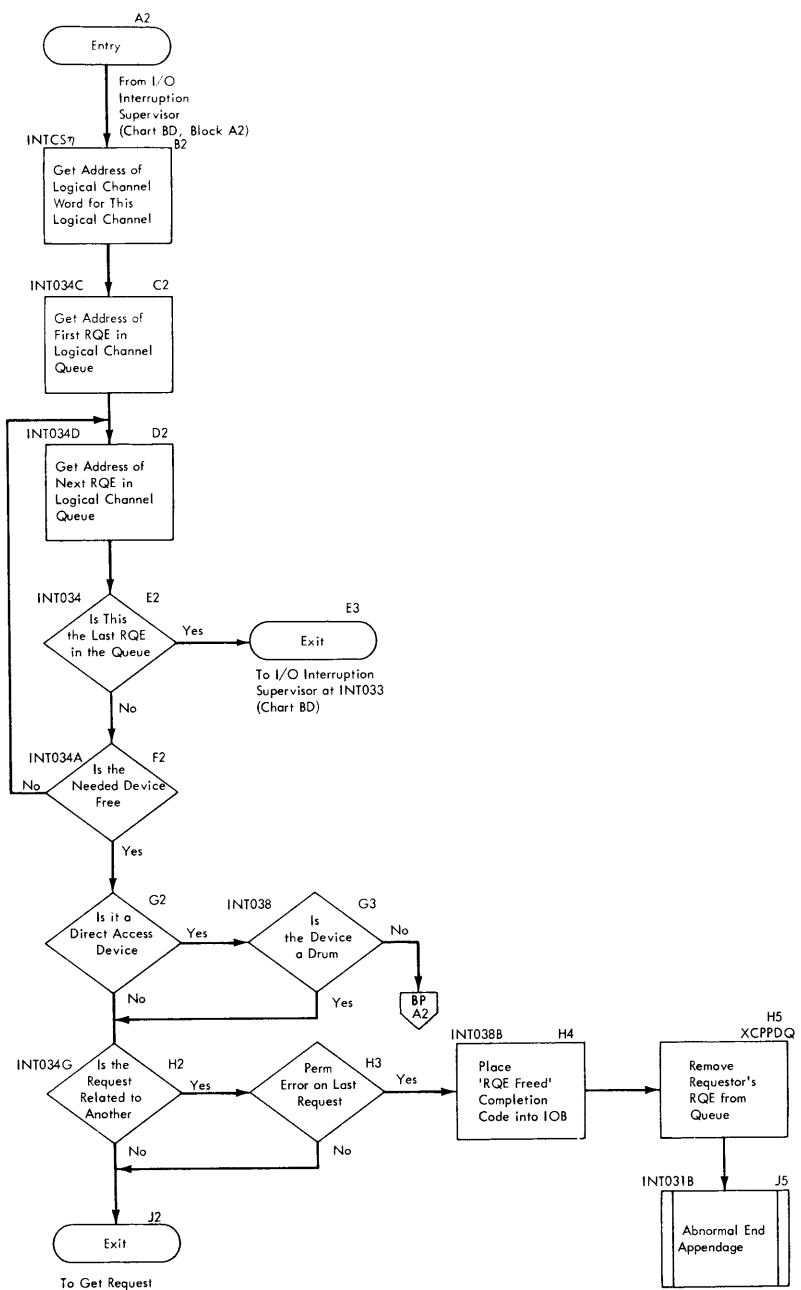 A2
Entry
From I/O
Interruption
Supervisor
(Chart BD, Block A2)
INTCSη
B2
Get Address of
Logical Channel
Word for This
Logical Channel
INT034C
C2
Get Address of
First RQE in
Logical Channel
Queue
INT034D
D2
Get Address of
Next RQE in
Logical Channel
Queue
INT034
E2
Is This
the Last RQE
in the Queue
Yes
E3
Exit
To I/O Interruption
Supervisor at INT033
(Chart BD)
No
INT034A
F2
Is the
Needed Device
Free
No
Yes
G2
Is it a
Direct Access
Device
Yes
INT038
G3
Is
the Device
a Drum
No
BP
A2
No
Yes
INT034G
H2
Is the
Request
Related to
Another
Yes
H3
Perm
Error on Last
Request
Yes
INT038B
H4
Place
'RQE Freed'
Completion
Code into IOB
H5
XCPPDQ
Remove
Requestor's
RQE from
Queue
No
No
INT031B
J5
Abnormal End
Appendage
J2
Exit
To Get Request